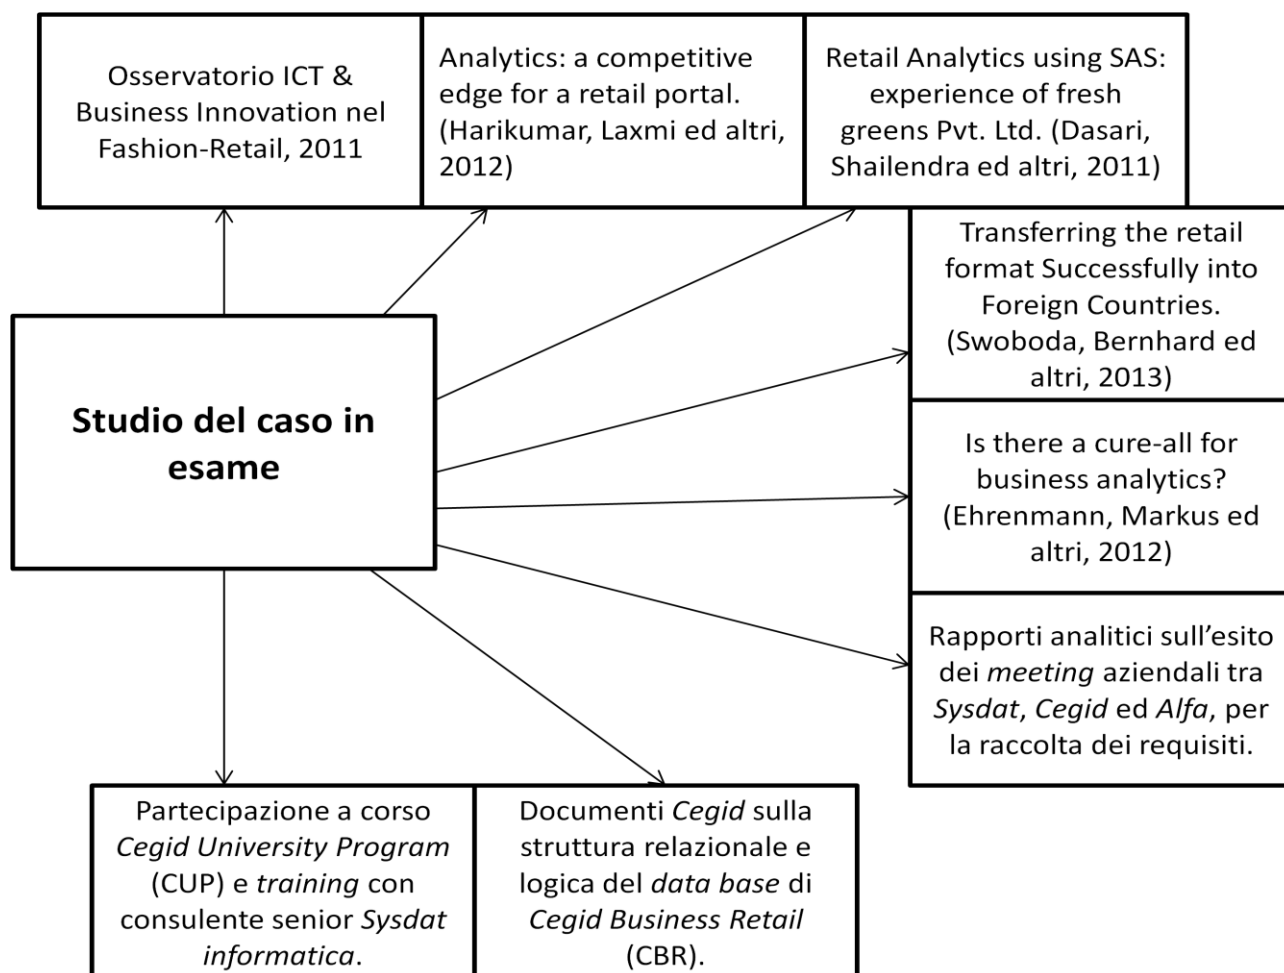 Osservatorio ICT &
Business Innovation nel
Fashion-Retail, 2011
Analytics: a competitive
edge for a retail portal.
(Harikumar, Laxmi ed altri,
2012)
Retail Analytics using SAS:
experience of fresh
greens Pvt. Ltd. (Dasari,
Shailendra ed altri, 2011)
Transferring the retail
format Successfully into
Foreign Countries.
(Swoboda, Bernhard ed
altri, 2013)
Studio del caso in
esame
Is there a cure-all for
business analytics?
(Ehrenmann, Markus ed
altri, 2012)
Rapporti analitici sull’esito
dei meeting aziendali tra
Sysdat, Cegid ed Alfa, per
la raccolta dei requisiti.
Partecipazione a corso
Cegid University Program
(CUP) e training con
consulente senior Sysdat
informatica.
Documenti Cegid sulla
struttura relazionale e
logica del data base di
Cegid Business Retail
(CBR).